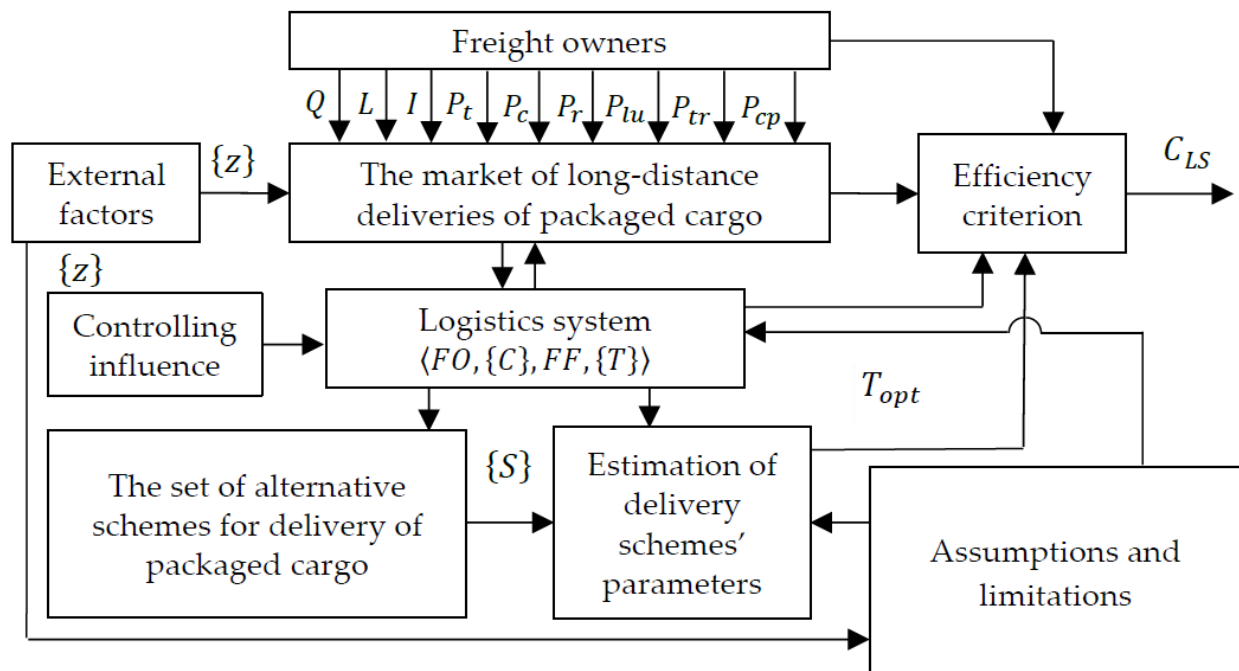 Freight owners
Q L I P_t P_c P_r P_lu P_tr P_cp
External
factors
{z}
The market of long-distance
deliveries of packaged cargo
Efficiency
criterion
C_LS
{z}
Controlling
influence
Logistics system
⟨FO, {C}, FF, {T}⟩
T_opt
The set of alternative
schemes for delivery of
packaged cargo
{S}
Estimation of
delivery
schemes’
parameters
Assumptions and
limitations